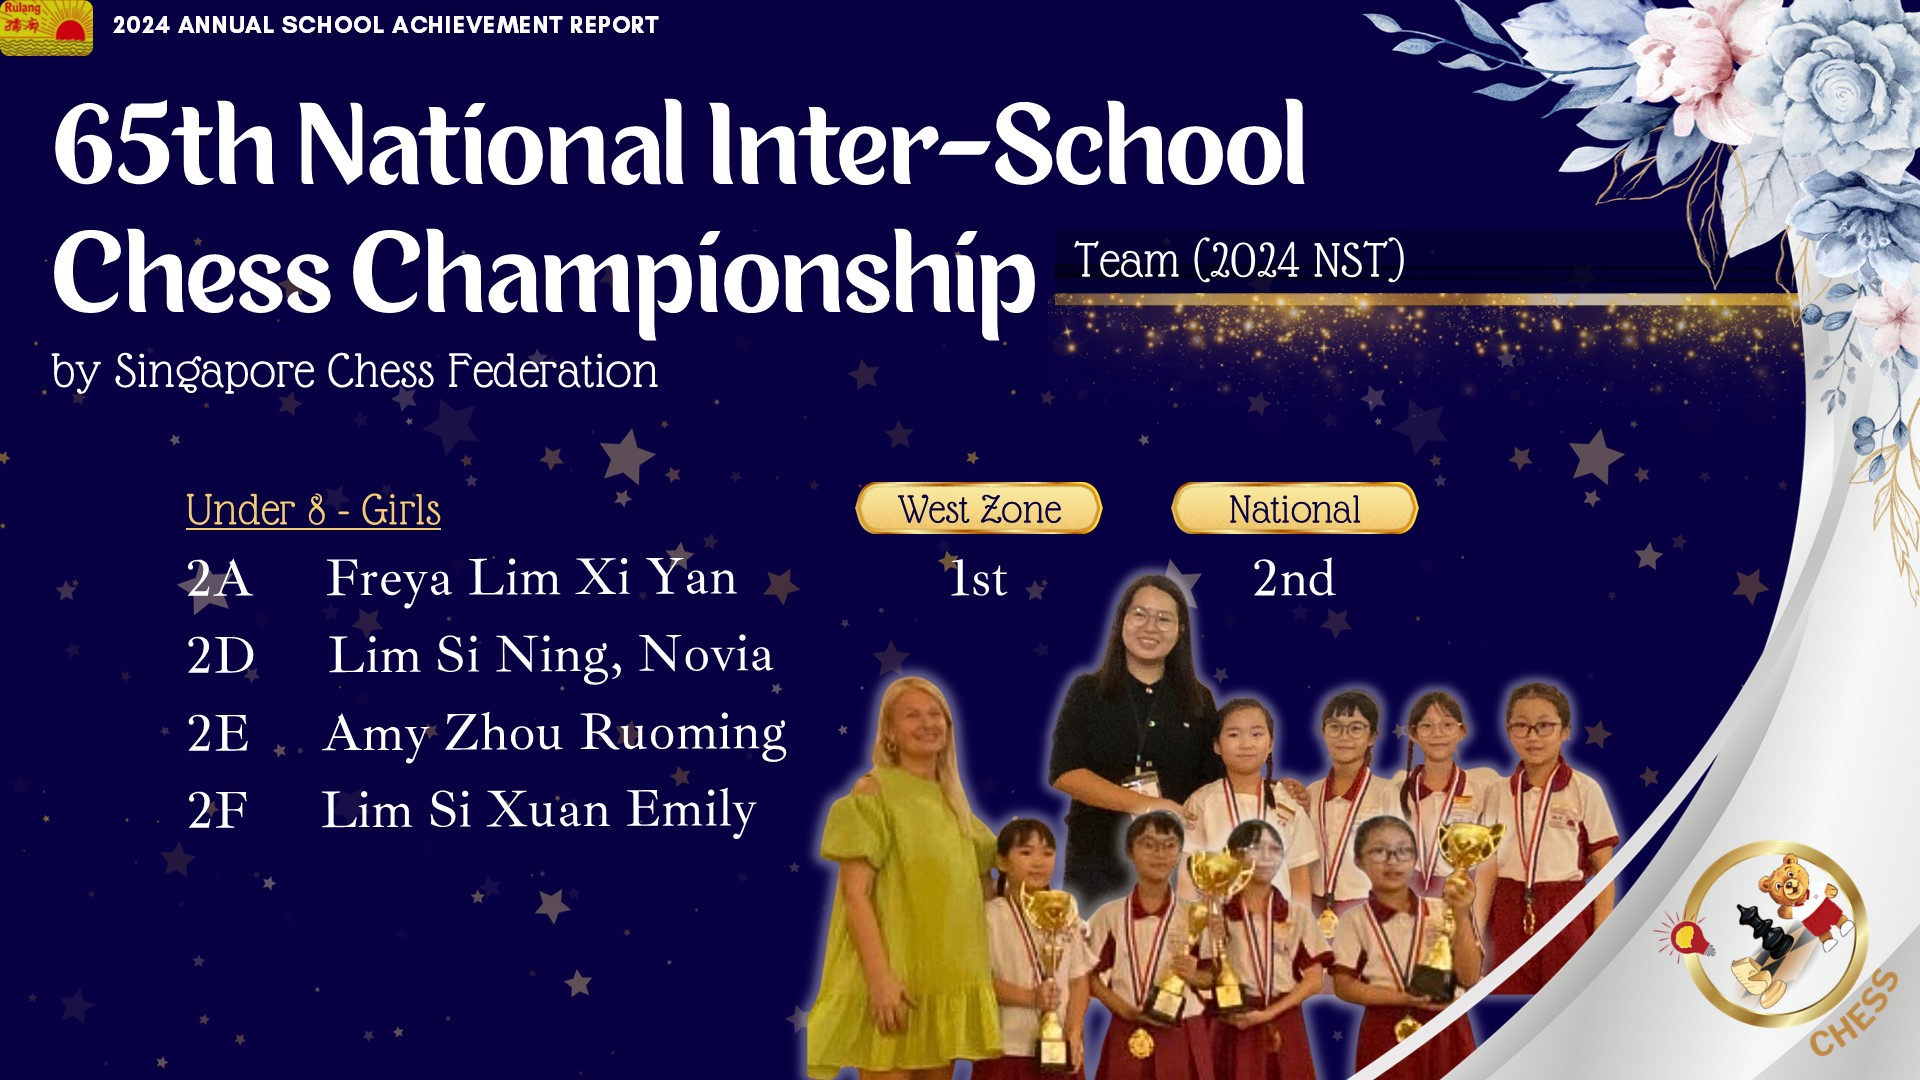 Rulang
2024 ANNUAL SCHOOL ACHIEVEMENT REPORT
65th National Inter-School
Chess Championship
Team (2024 NST)
by Singapore Chess Federation
Under 8 - Girls
West Zone
National
2A Freya Lim Xi Yan 1st 2nd
2D Lim Si Ning, Novia
2E Amy Zhou Ruoming
2F Lim Si Xuan Emily
CHESS